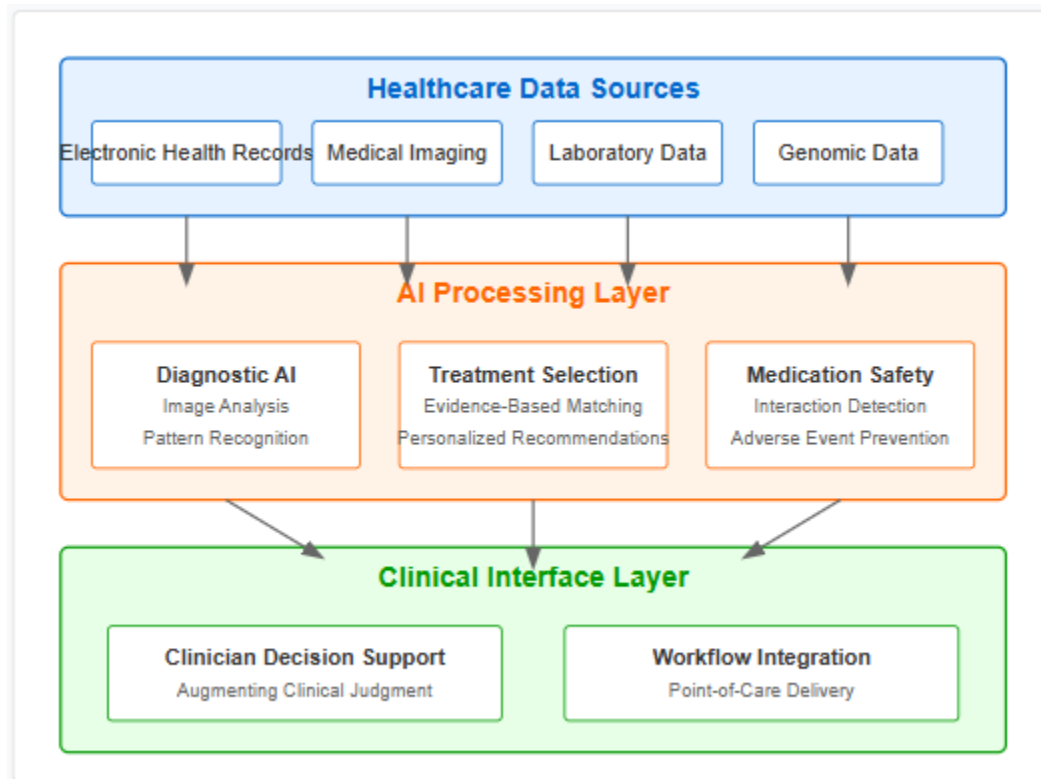 Healthcare Data Sources
Electronic Health Records
Medical Imaging
Laboratory Data
Genomic Data
AI Processing Layer
Diagnostic AI
Image Analysis
Pattern Recognition
Treatment Selection
Evidence-Based Matching
Personalized Recommendations
Medication Safety
Interaction Detection
Adverse Event Prevention
Clinical Interface Layer
Clinician Decision Support
Augmenting Clinical Judgment
Workflow Integration
Point-of-Care Delivery